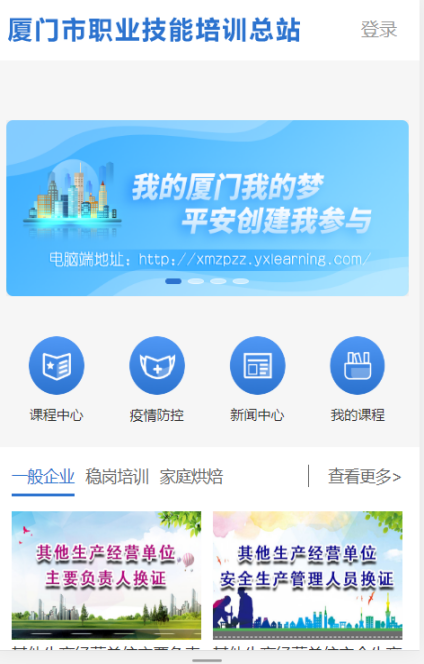 厦门市职业技能培训总站
登录
我的厦门我的梦
平安创建我参与
电脑端地址：http://xmzpzz.yxlearning.com/
课程中心
疫情防控
新闻中心
我的课程
一般企业 稳岗培训 家庭烘焙
查看更多>
其他生产经营单位
主要负责人换证
其他生产经营单位
安全生产管理人员换证